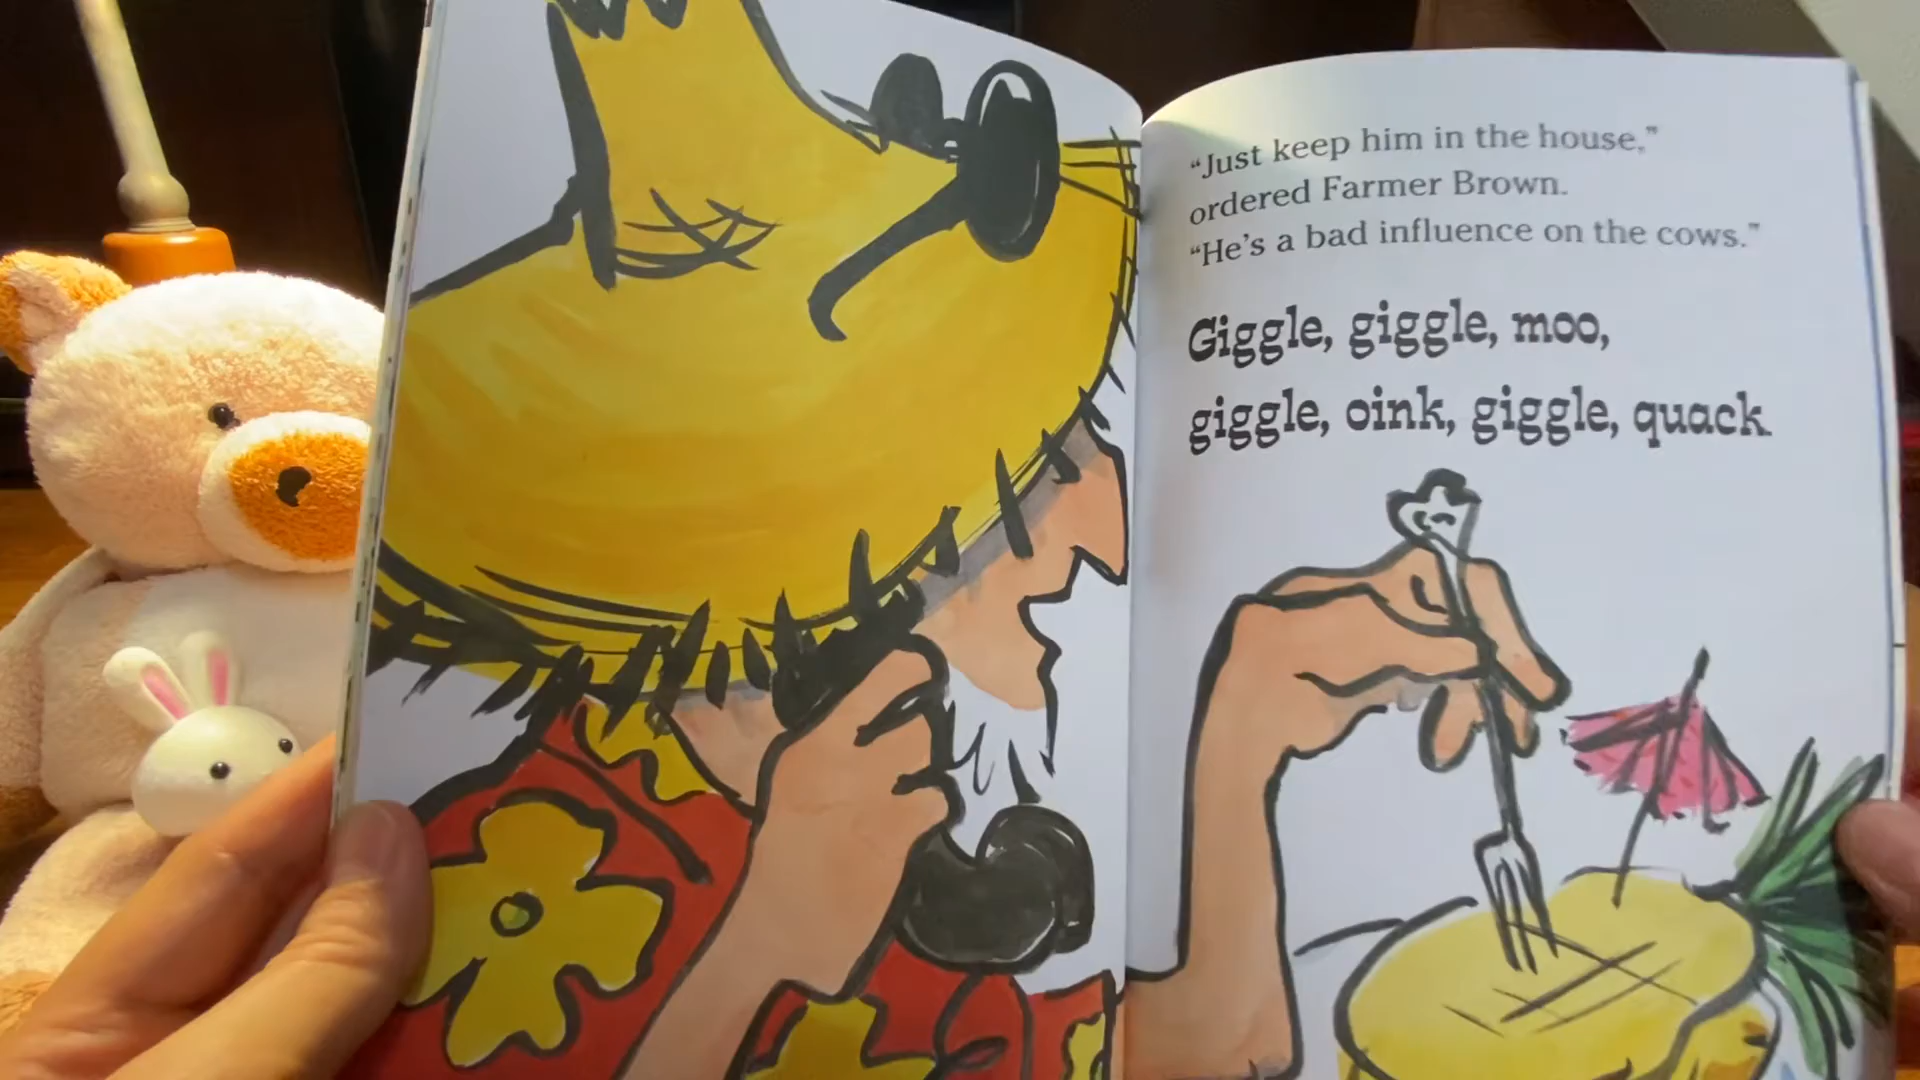 “Just keep him in the house,”
ordered Farmer Brown.
“He’s a bad influence on the cows.”
Giggle, giggle, moo,
giggle, oink, giggle, quack.